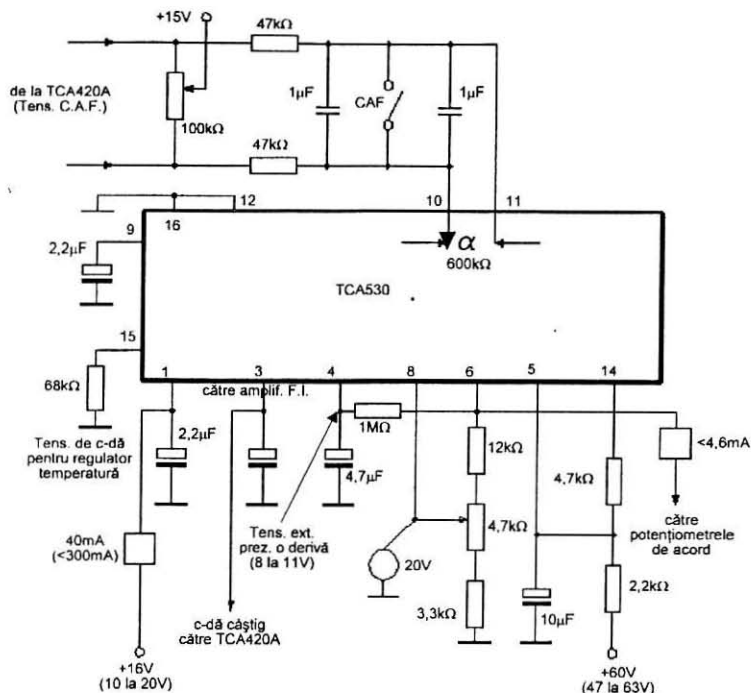 +15V
47kΩ
de la TCA420A
(Tens. C.A.F.)
100kΩ
1μF
CAF
1μF
47kΩ
16
12
10
11
9
2,2μF
α
600kΩ
TCA530
15
68kΩ
1
3
4
8
6
5
14
către amplif. F.I.
Tens. de c-dă
pentru regulator
temperatură
2,2μF
4,7μF
1MΩ
12kΩ
4,7kΩ
<4,6mA
către
potențiometrele
de acord
40mA
(<300mA)
Tens. ext.
prez. o derivă
(8 la 11V)
20V
4,7kΩ
3,3kΩ
10μF
2,2kΩ
c-dă câștig
către TCA420A
+16V
(10 la 20V)
+60V
(47 la 63V)